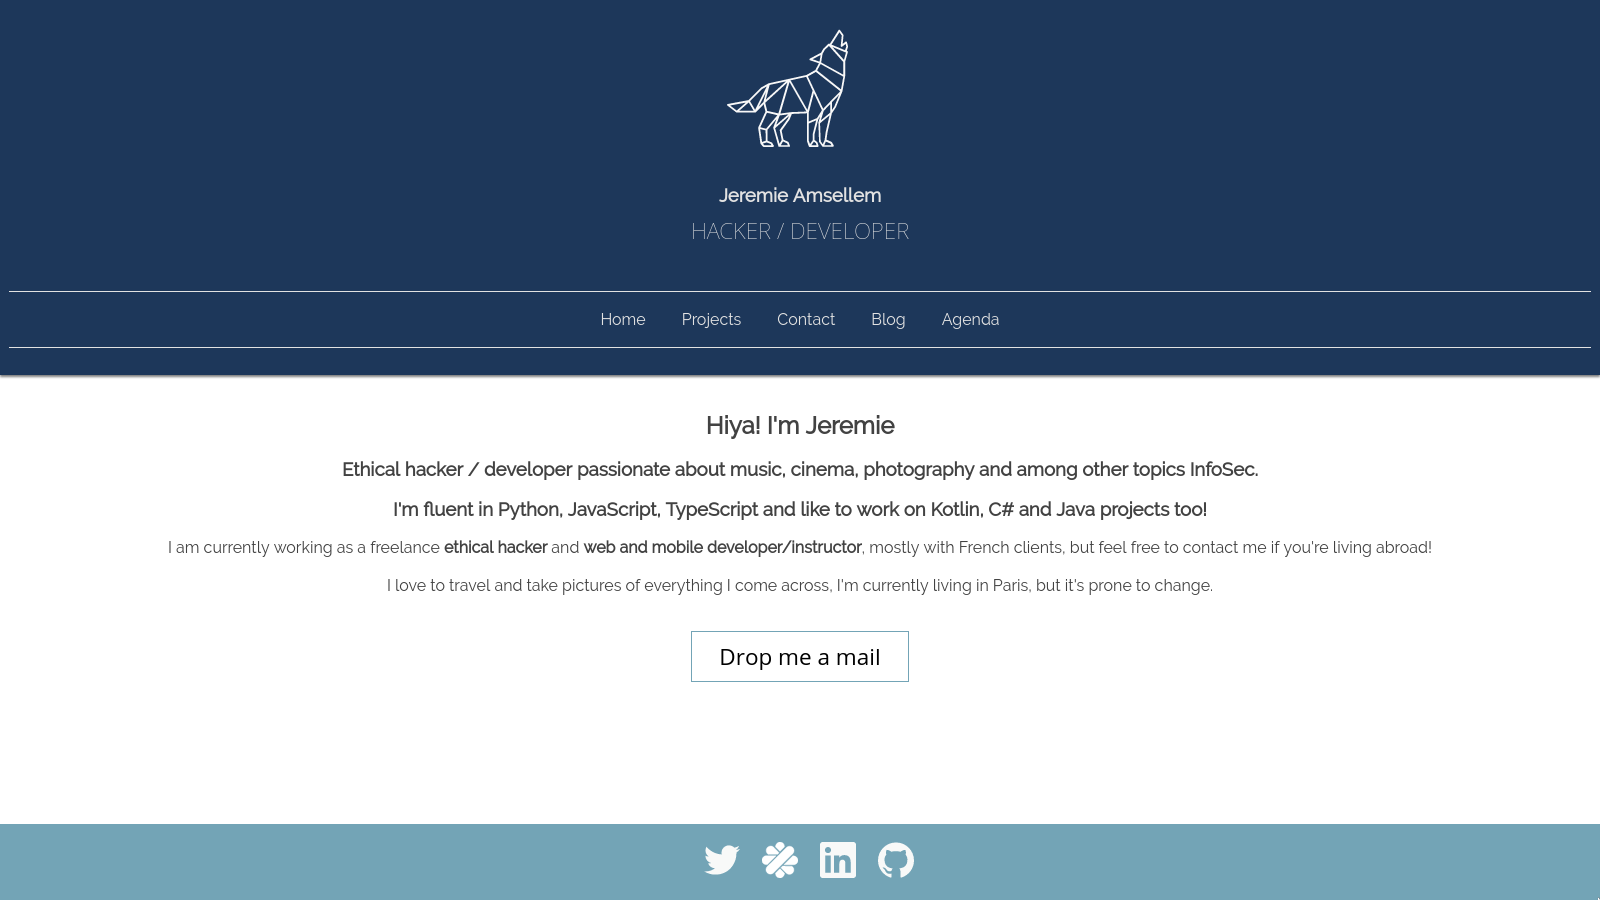 Jeremie Amsellem
HACKER / DEVELOPER
Home Projects Contact Blog Agenda
Hiya! I'm Jeremie
Ethical hacker / developer passionate about music, cinema, photography and among other topics InfoSec.
I'm fluent in Python, JavaScript, TypeScript and like to work on Kotlin, C# and Java projects too!
I am currently working as a freelance ethical hacker and web and mobile developer/instructor, mostly with French clients, but feel free to contact me if you're living abroad!
I love to travel and take pictures of everything I come across, I'm currently living in Paris, but it's prone to change.
Drop me a mail
in